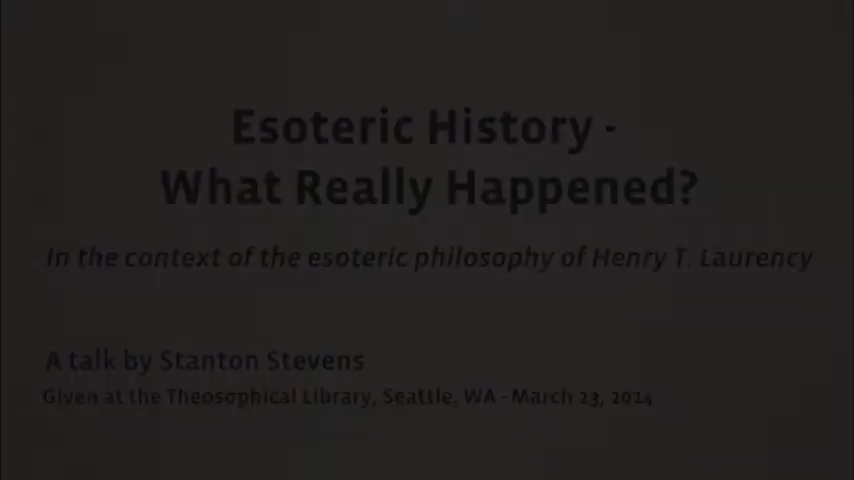 Esoteric History -
What Really Happened?
In the context of the esoteric philosophy of Henry T. Laurency
A talk by Stanton Stevens
Given at the Theosophical Library, Seattle, WA - March 23, 2014